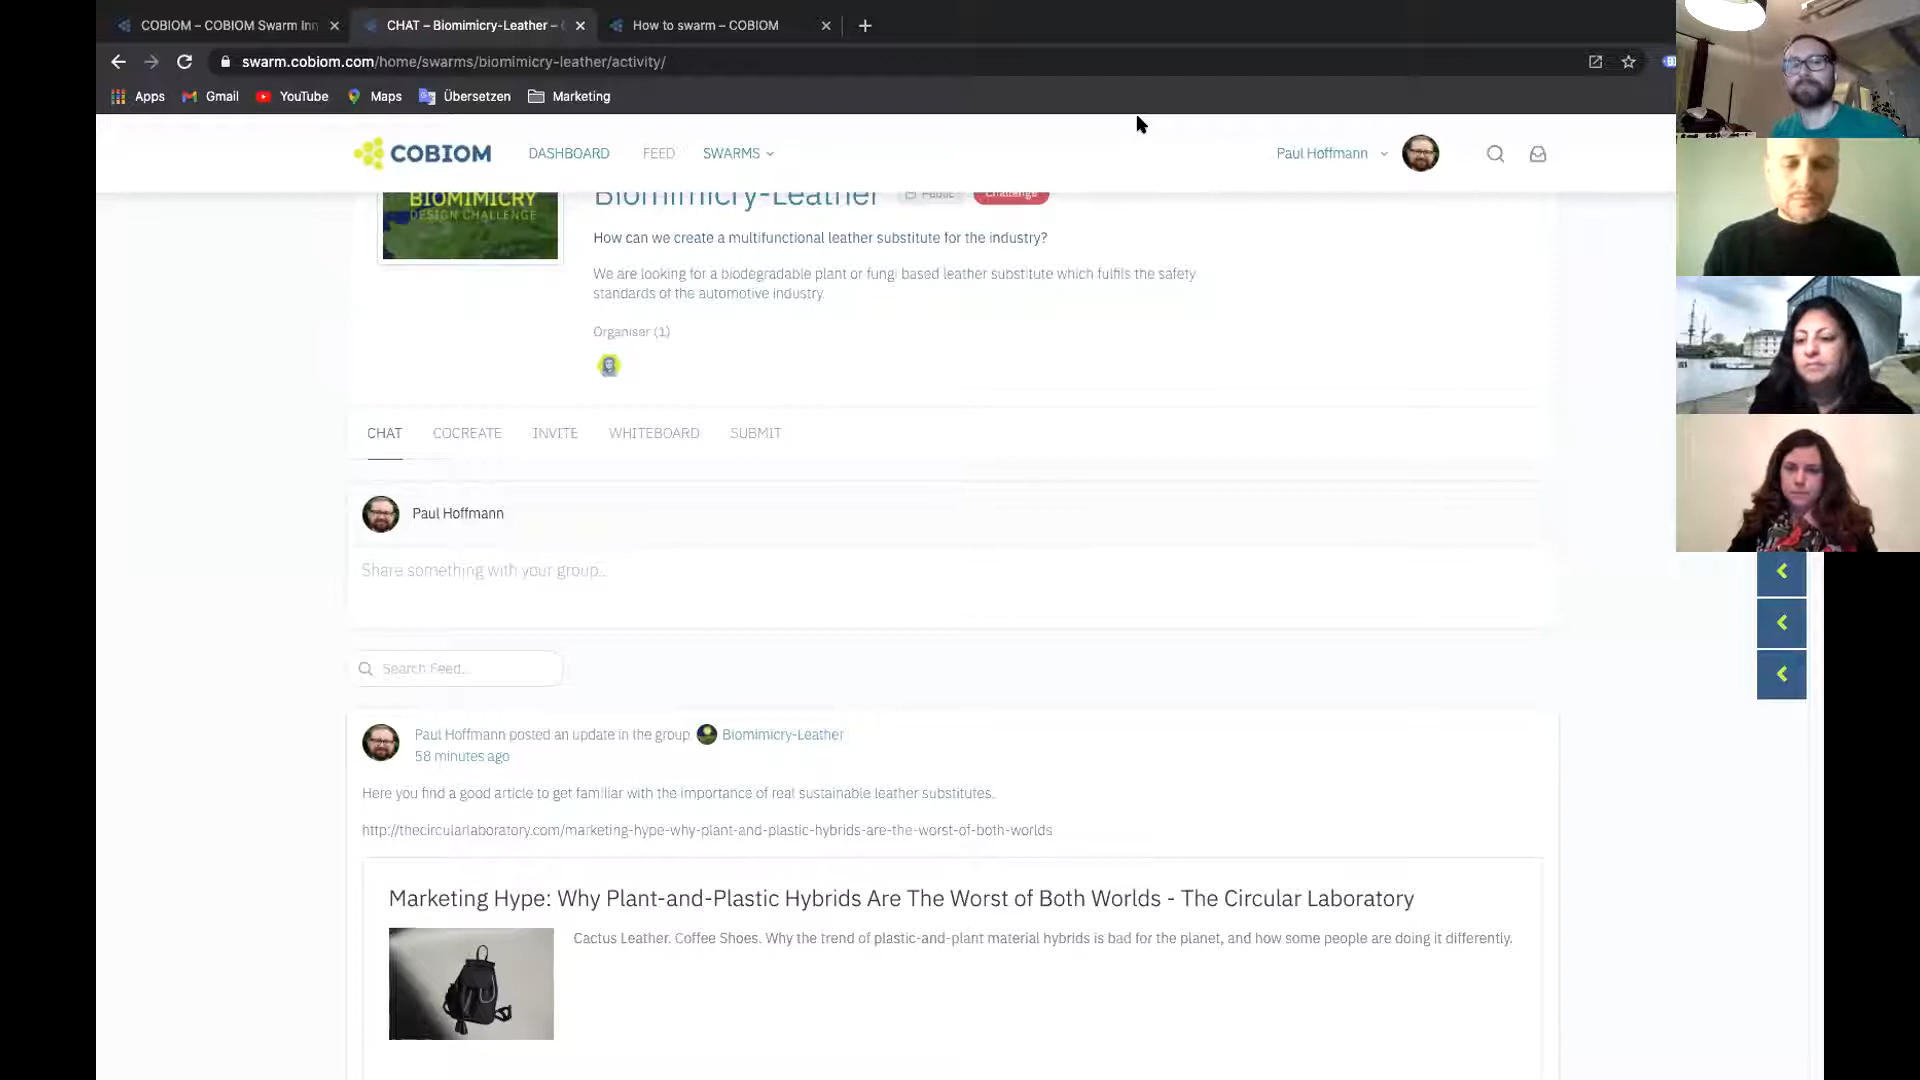 COBIOM – COBIOM Swarm Inn
CHAT – Biomimicry-Leather –
How to swarm – COBIOM
swarm.cobiom.com/home/swarms/biomimicry-leather/activity/
Apps
Gmail
YouTube
Maps
Übersetzen
Marketing
COBIOM
DASHBOARD
FEED
SWARMS
Paul Hoffmann
BIOMIMICRY
DESIGN CHALLENGE
Biomimicry-Leather
Public
Challenge
How can we create a multifunctional leather substitute for the industry?
We are looking for a biodegradable plant or fungi based leather substitute which fulfils the safety
standards of the automotive industry.
Organiser (1)
CHAT
COCREATE
INVITE
WHITEBOARD
SUBMIT
Paul Hoffmann
Share something with your group...
Search Feed...
Paul Hoffmann posted an update in the group Biomimicry-Leather
58 minutes ago
Here you find a good article to get familiar with the importance of real sustainable leather substitutes.
http://thecircularlaboratory.com/marketing-hype-why-plant-and-plastic-hybrids-are-the-worst-of-both-worlds
Marketing Hype: Why Plant-and-Plastic Hybrids Are The Worst of Both Worlds - The Circular Laboratory
Cactus Leather. Coffee Shoes. Why the trend of plastic-and-plant material hybrids is bad for the planet, and how some people are doing it differently.